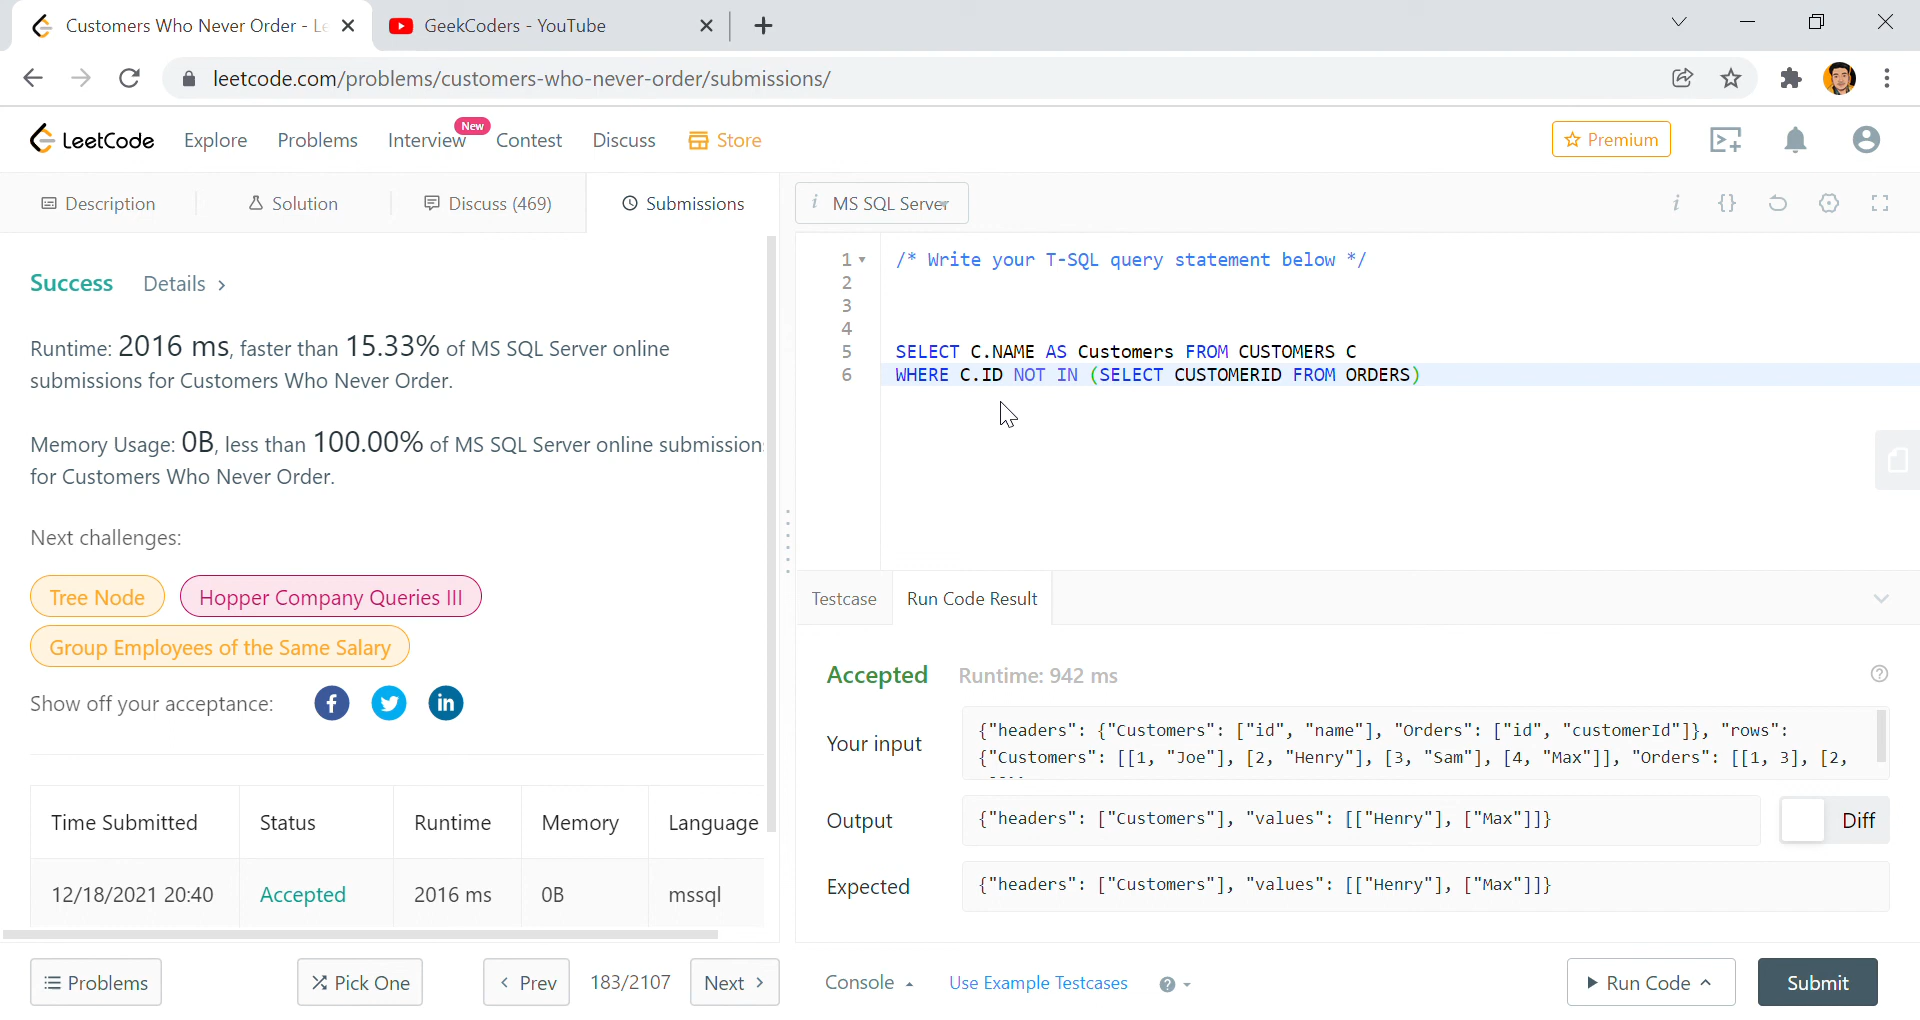 Customers Who Never Order - Le
GeekCoders - YouTube
leetcode.com/problems/customers-who-never-order/submissions/
LeetCode
Explore
Problems
Interview
New
Contest
Discuss
Store
Premium
Description
Solution
Discuss (469)
Submissions
Success
Details >
Runtime: 2016 ms, faster than 15.33% of MS SQL Server online
submissions for Customers Who Never Order.
Memory Usage: 0B, less than 100.00% of MS SQL Server online submission
for Customers Who Never Order.
Next challenges:
Tree Node
Hopper Company Queries III
Group Employees of the Same Salary
Show off your acceptance:
Time Submitted
Status
Runtime
Memory
Language
12/18/2021 20:40
Accepted
2016 ms
0B
mssql
Problems
Pick One
< Prev
183/2107
Next >
i MS SQL Server
1 /* Write your T-SQL query statement below */
2
3
4
5 SELECT C.NAME AS Customers FROM CUSTOMERS C
6 WHERE C.ID NOT IN (SELECT CUSTOMERID FROM ORDERS)
Testcase
Run Code Result
Accepted
Runtime: 942 ms
Your input
{"headers": {"Customers": ["id", "name"], "Orders": ["id", "customerId"]}, "rows":
{"Customers": [[1, "Joe"], [2, "Henry"], [3, "Sam"], [4, "Max"]], "Orders": [[1, 3], [2,
Output
{"headers": ["Customers"], "values": [["Henry"], ["Max"]]}
Diff
Expected
{"headers": ["Customers"], "values": [["Henry"], ["Max"]]}
Console
Use Example Testcases
Run Code
Submit